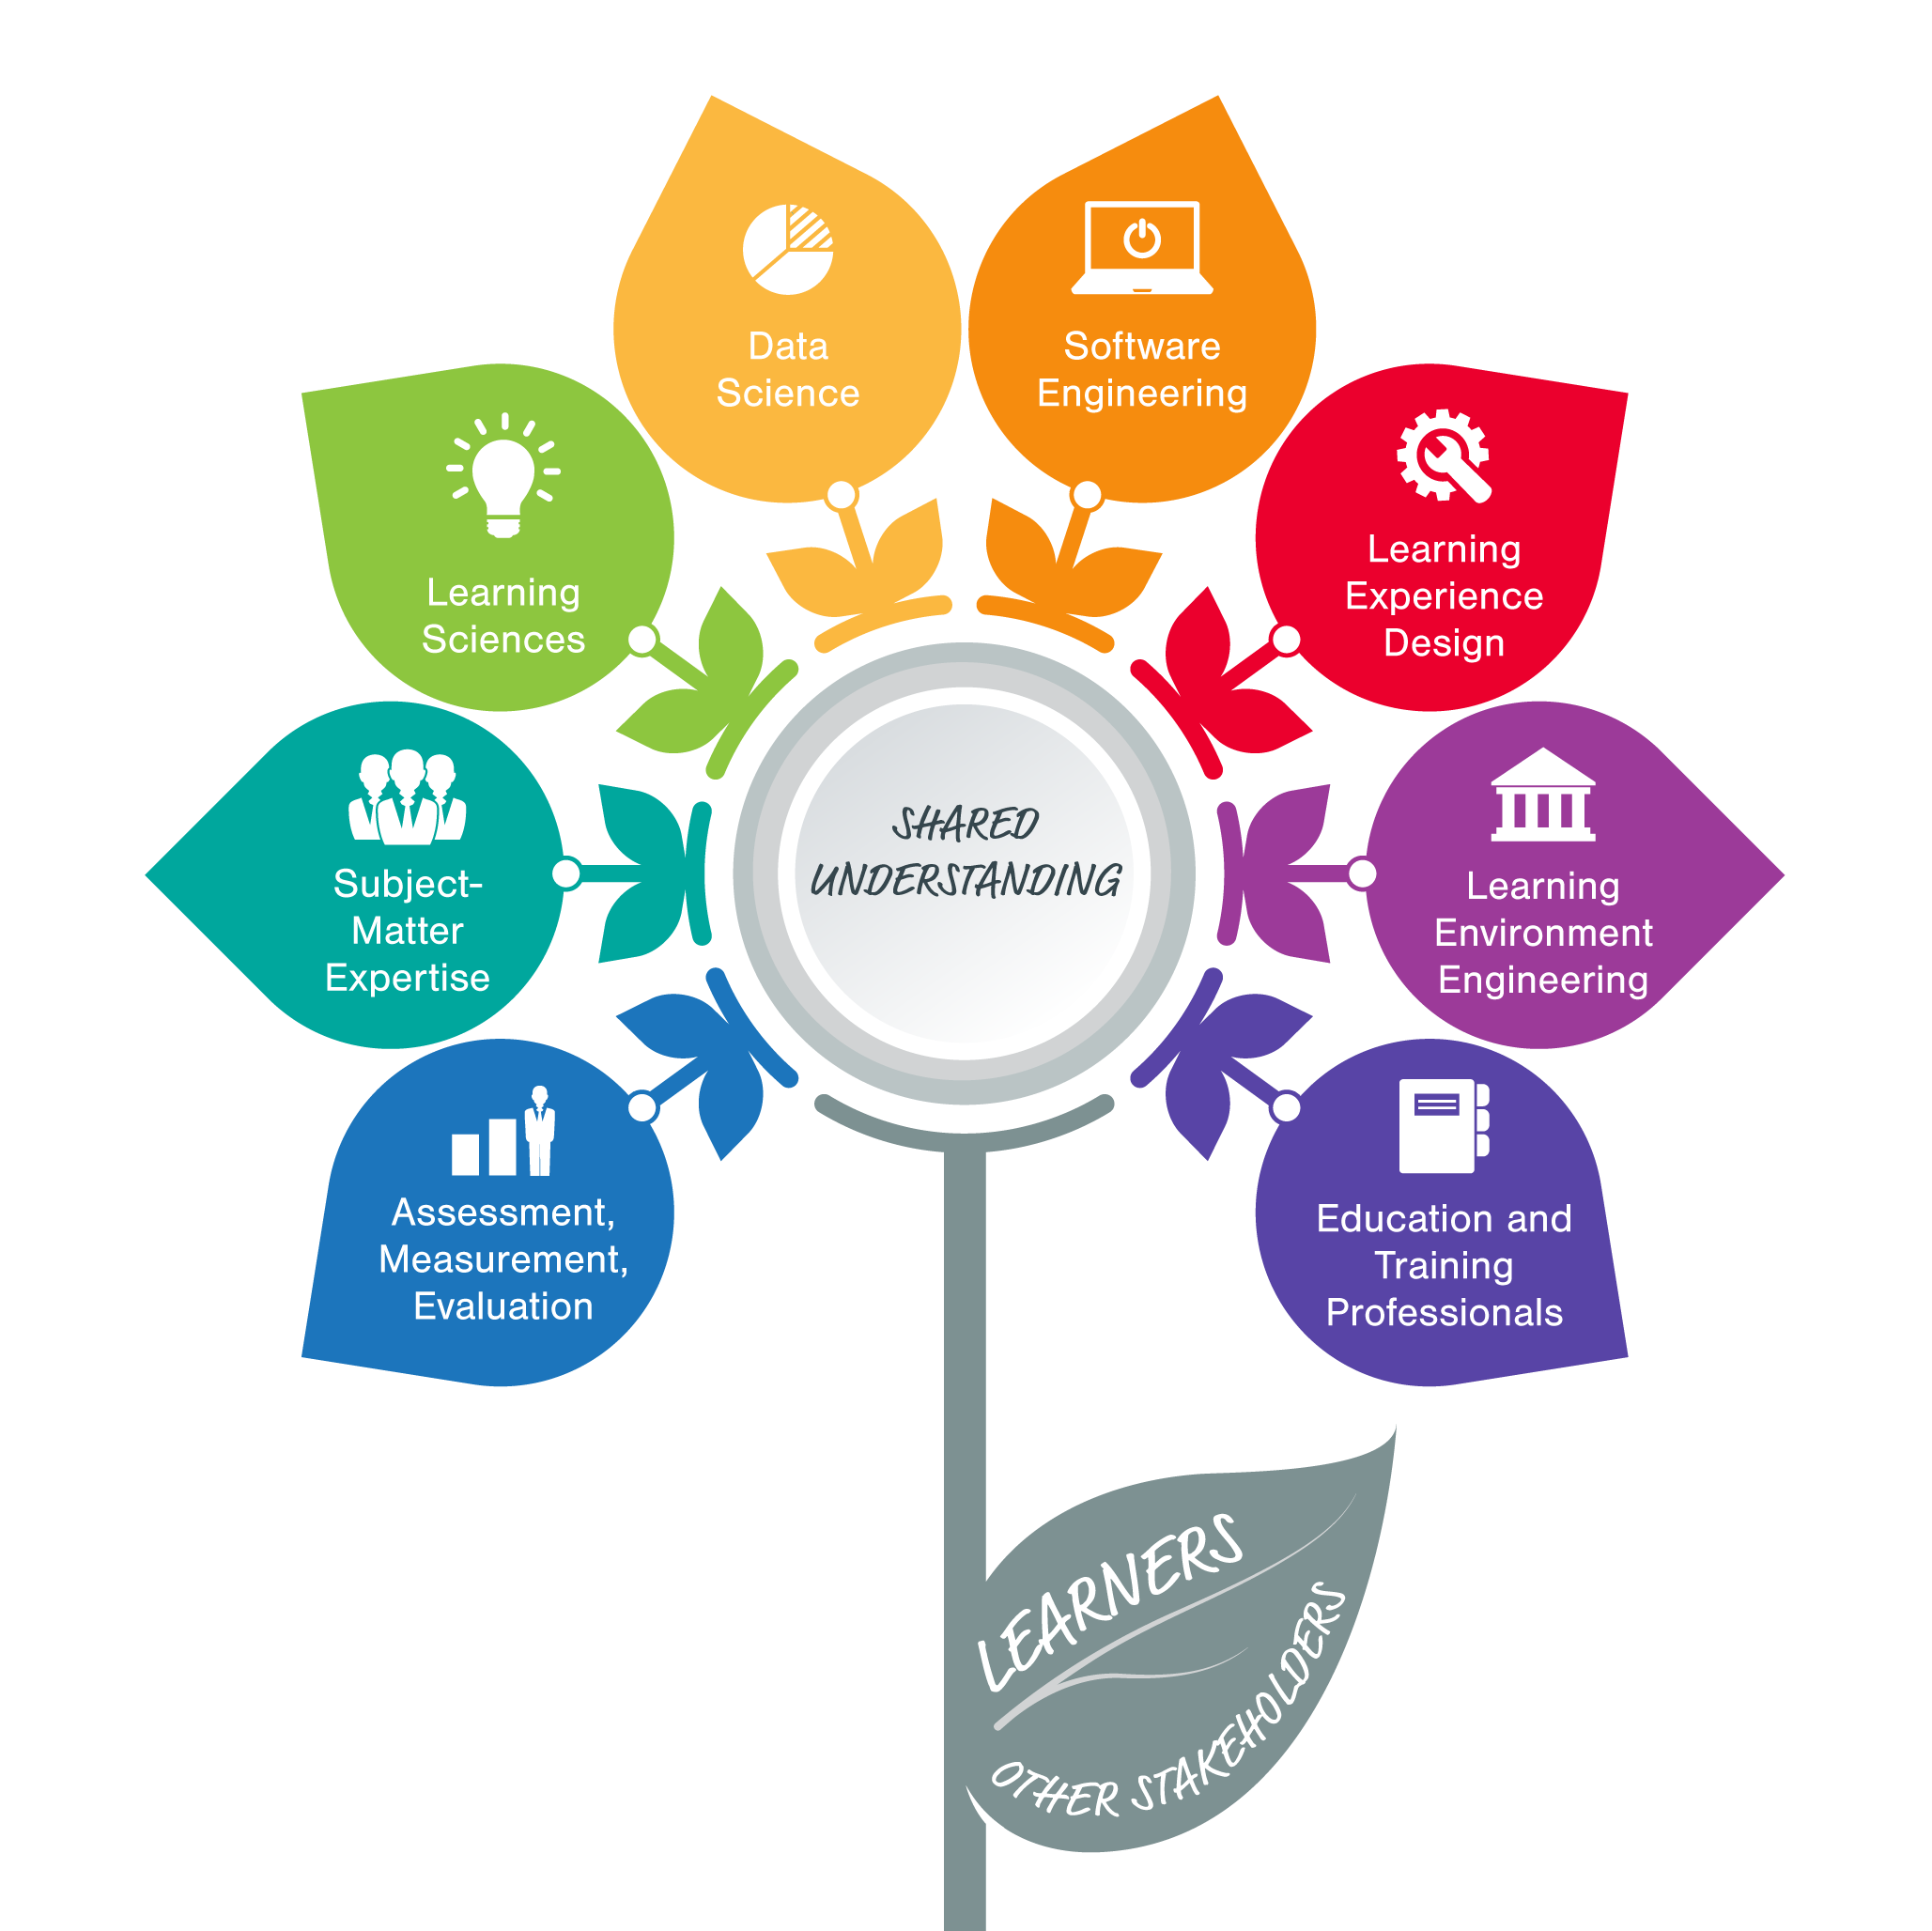 Data
Science
Software
Engineering
Learning
Sciences
Learning
Experience
Design
Subject-
Matter
Expertise
SHARED
UNDERSTANDING
Learning
Environment
Engineering
Assessment,
Measurement,
Evaluation
Education and
Training
Professionals
LEARNERS
OTHER STAKEHOLDERS